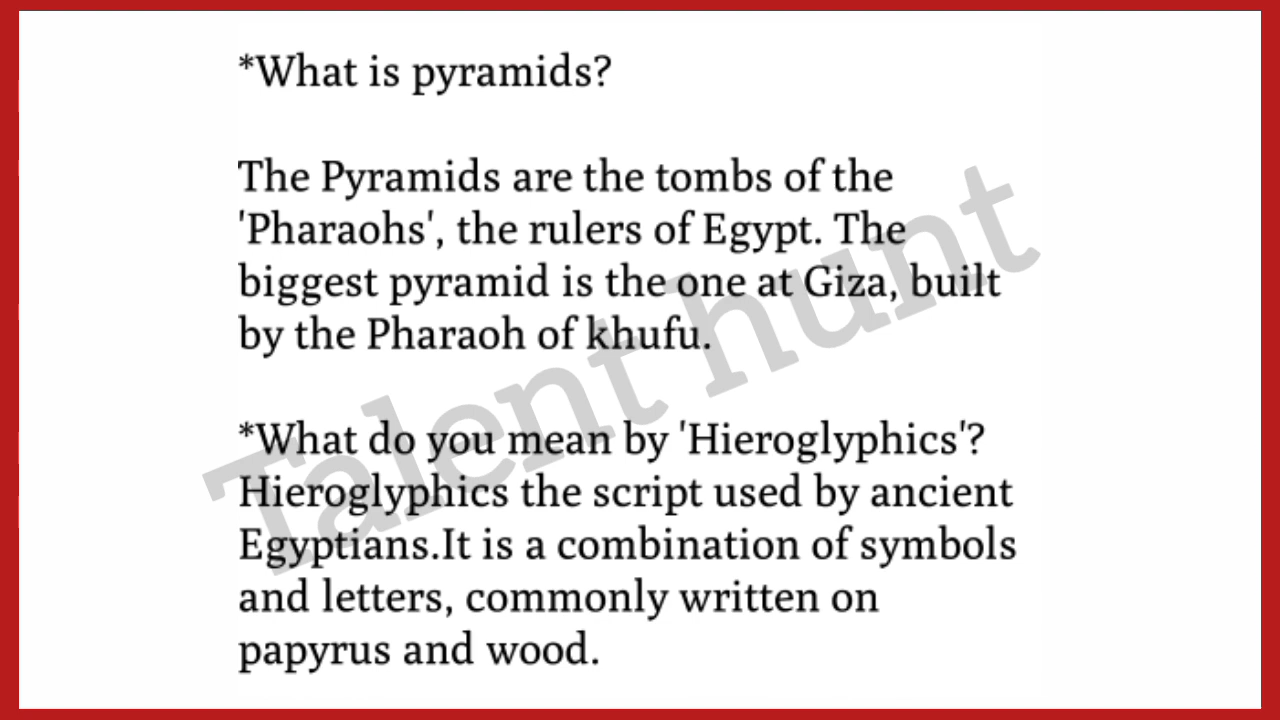 *What is pyramids?
The Pyramids are the tombs of the
'Pharaohs', the rulers of Egypt. The
biggest pyramid is the one at Giza, built
by the Pharaoh of khufu.
*What do you mean by 'Hieroglyphics'?
Hieroglyphics the script used by ancient
Egyptians.It is a combination of symbols
and letters, commonly written on
papyrus and wood.
Talent hunt